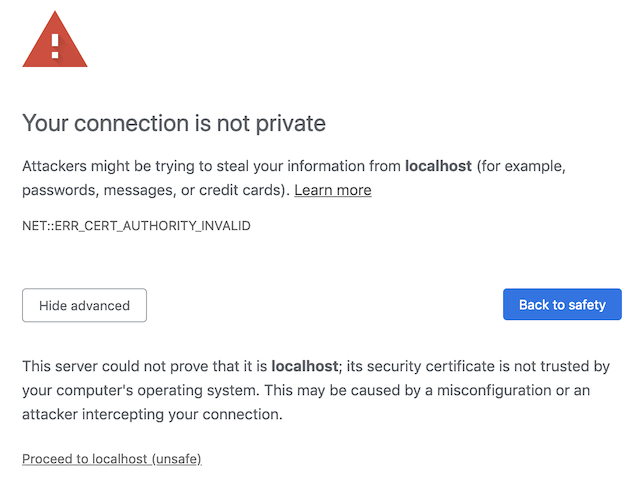 Your connection is not private
Attackers might be trying to steal your information from localhost (for example,
passwords, messages, or credit cards). Learn more
NET::ERR_CERT_AUTHORITY_INVALID
Hide advanced
Back to safety
This server could not prove that it is localhost; its security certificate is not trusted by
your computer's operating system. This may be caused by a misconfiguration or an
attacker intercepting your connection.
Proceed to localhost (unsafe)